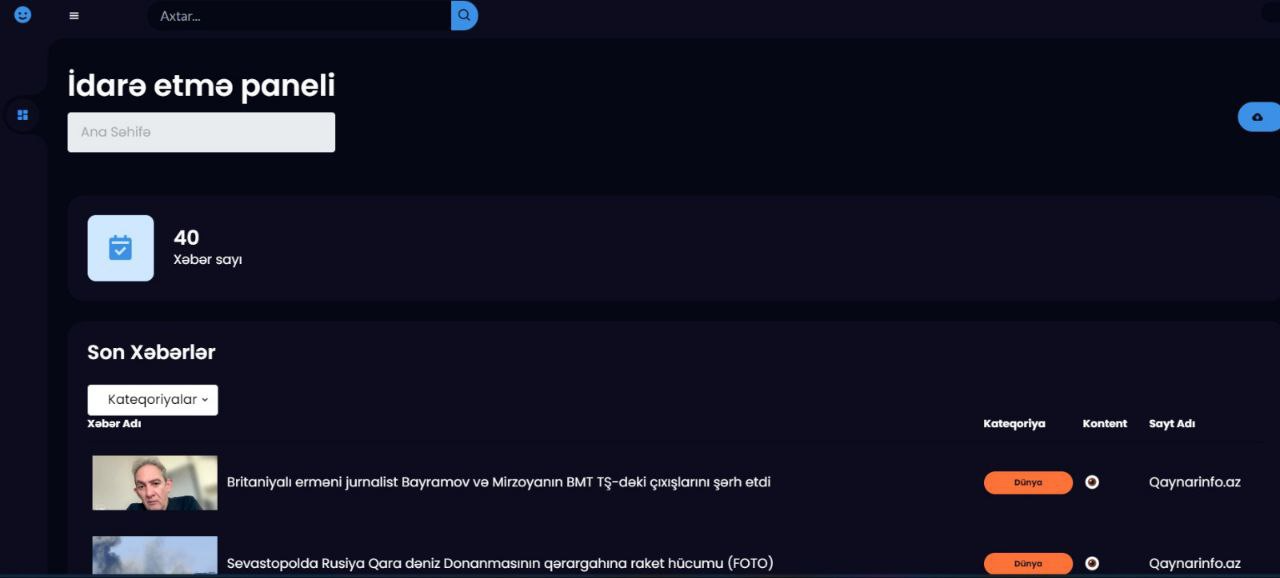 Axtar...
İdarə etmə paneli
Ana Səhifə
40
Xəbər sayı
Son Xəbərlər
Kateqoriyalar
Xəbər Adı Kateqoriya Kontent Sayt Adı
Britaniyalı erməni jurnalist Bayramov və Mirzoyanın BMT TŞ-dəki çıxışlarını şərh etdi Dünya Qaynarinfo.az
Sevastopolda Rusiya Qara dəniz Donanmasının qərargahına raket hücumu (FOTO) Dünya Qaynarinfo.az